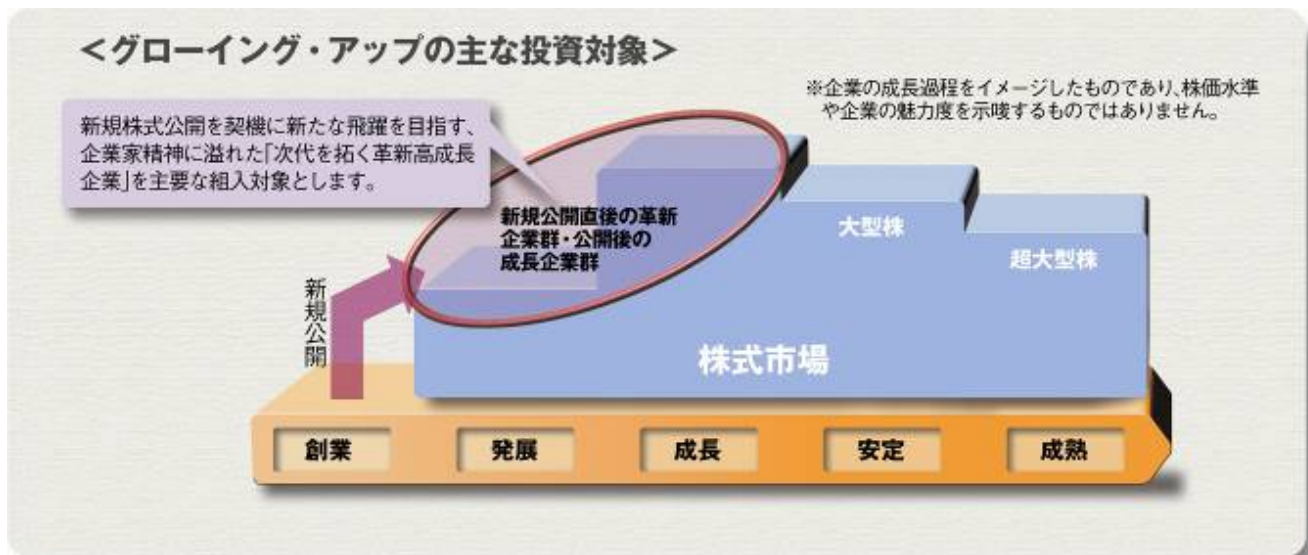 ＜グローイング・アップの主な投資対象＞
※企業の成長過程をイメージしたものであり、株価水準
や企業の魅力度を示唆するものではありません。
新規株式公開を契機に新たな飛躍を目指す、
企業家精神に溢れた「次代を拓く革新高成長
企業」を主要な組入対象とします。
新規公開直後の革新
企業群・公開後の
成長企業群
大型株
超大型株
新規公開
株式市場
創業
発展
成長
安定
成熟